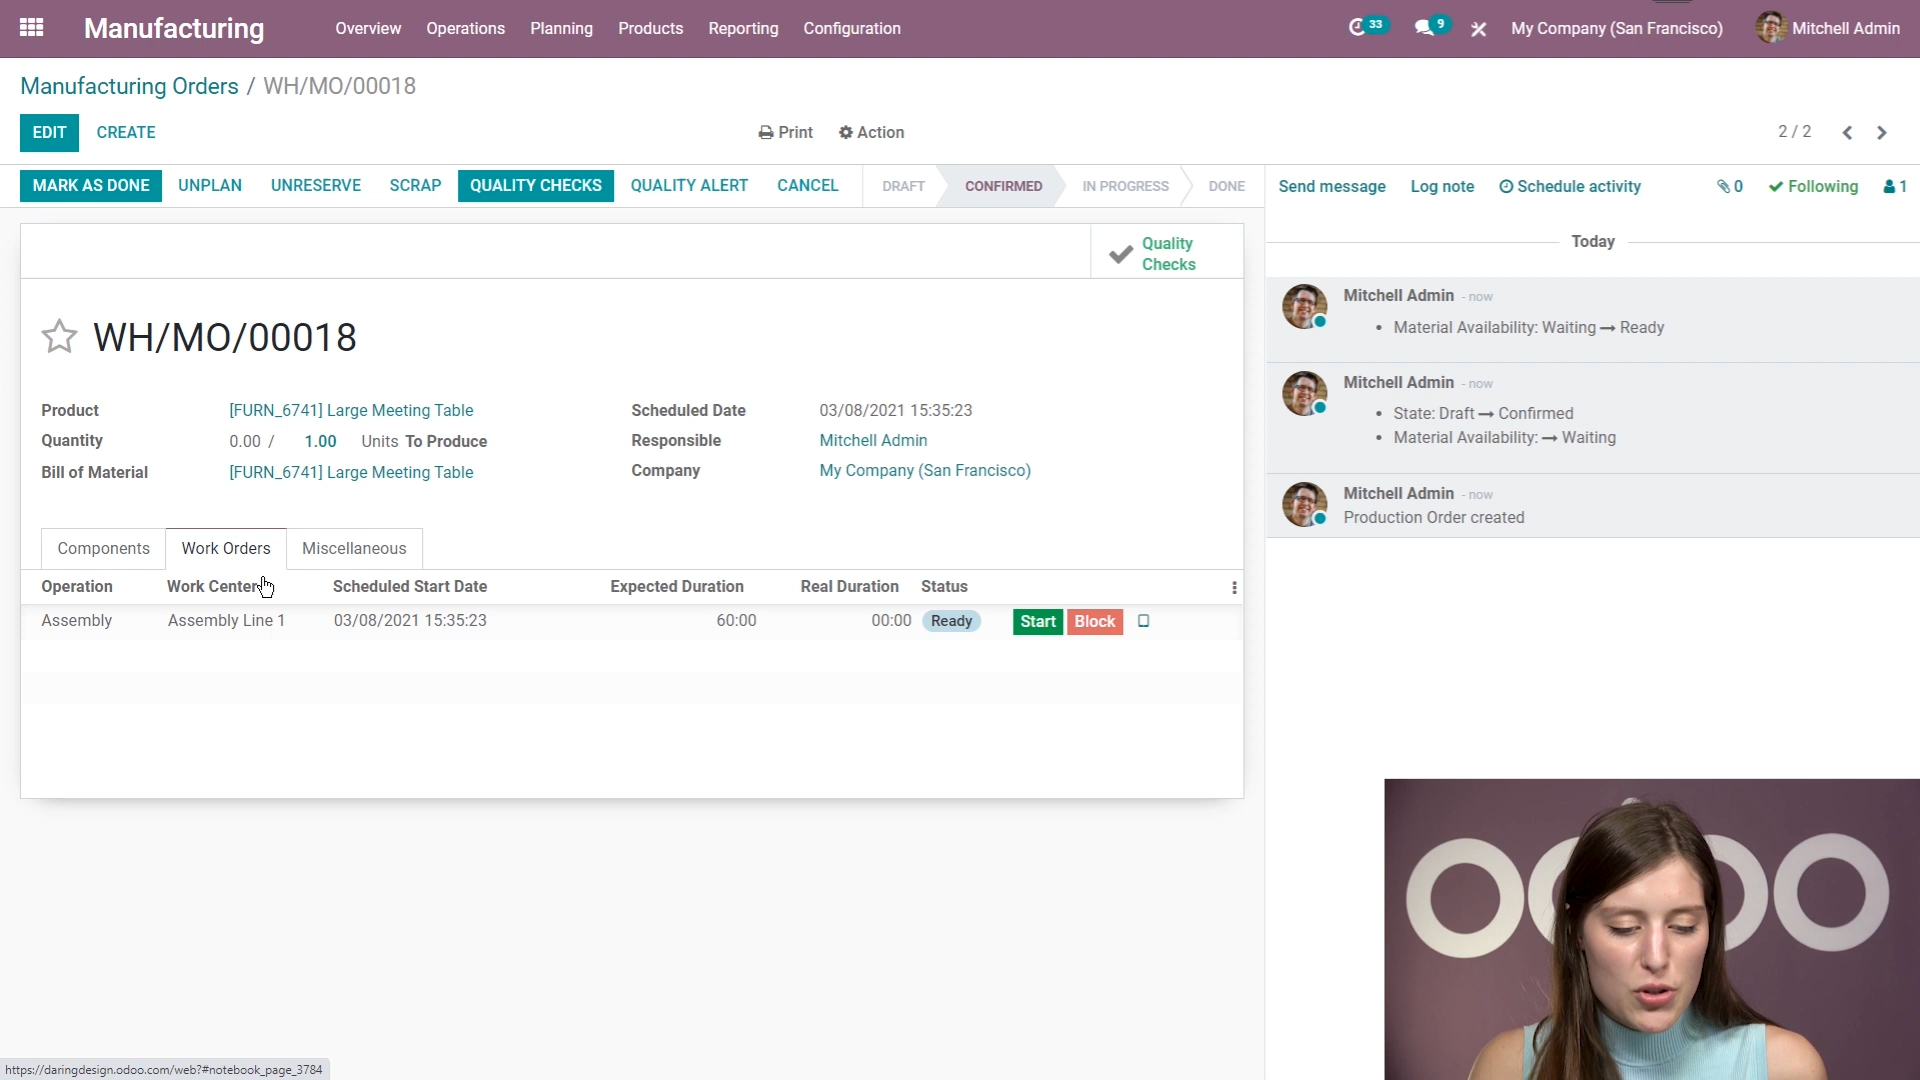 Manufacturing Overview Operations Planning Products Reporting Configuration 33 9 My Company (San Francisco) Mitchell Admin
Manufacturing Orders / WH/MO/00018
EDIT CREATE Print Action 2 / 2
MARK AS DONE UNPLAN UNRESERVE SCRAP QUALITY CHECKS QUALITY ALERT CANCEL DRAFT CONFIRMED IN PROGRESS DONE
Send message Log note Schedule activity 0 Following 1
Quality
Checks
WH/MO/00018
Product [FURN_6741] Large Meeting Table
Quantity 0.00 / 1.00 Units To Produce
Bill of Material [FURN_6741] Large Meeting Table
Scheduled Date 03/08/2021 15:35:23
Responsible Mitchell Admin
Company My Company (San Francisco)
Components Work Orders Miscellaneous
Operation Work Center Scheduled Start Date Expected Duration Real Duration Status
Assembly Assembly Line 1 03/08/2021 15:35:23 60:00 00:00 Ready Start Block
Today
Mitchell Admin - now
• Material Availability: Waiting → Ready
Mitchell Admin - now
• State: Draft → Confirmed
• Material Availability: → Waiting
Mitchell Admin - now
Production Order created
odoo
https://daringdesign.odoo.com/web?#notebook_page_3784